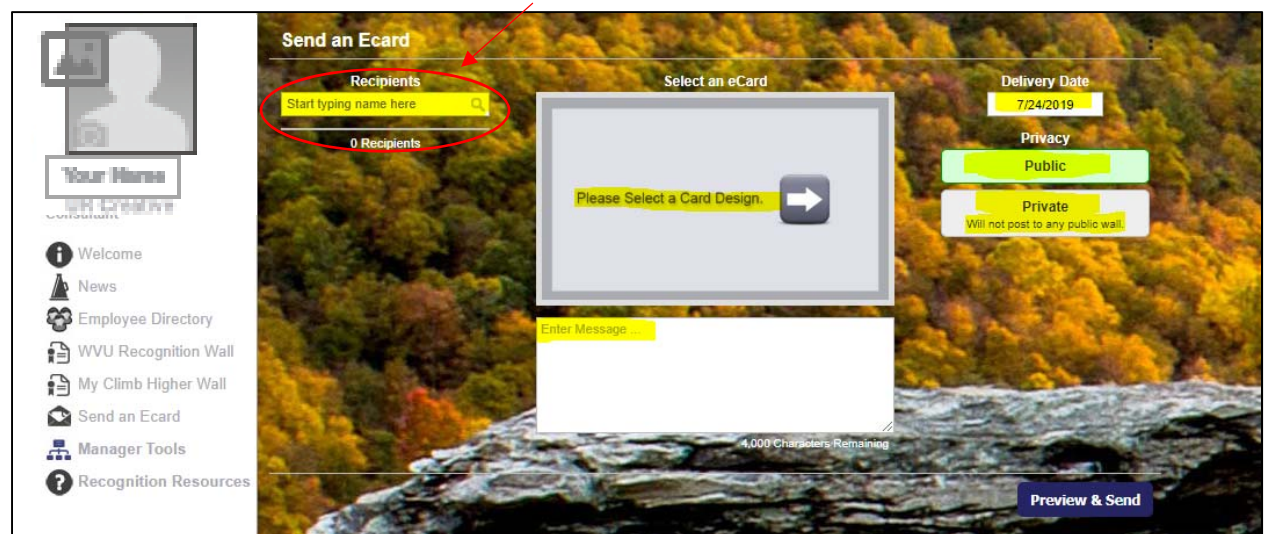 Send an Ecard
Recipients
Start typing name here
0 Recipients
Select an eCard
Please Select a Card Design.
Enter Message ...
4,000 Characters Remaining
Delivery Date
7/24/2019
Privacy
Public
Private
Will not post to any public wall.
Preview & Send
Your Name
Consultant
Welcome
News
Employee Directory
WVU Recognition Wall
My Climb Higher Wall
Send an Ecard
Manager Tools
Recognition Resources